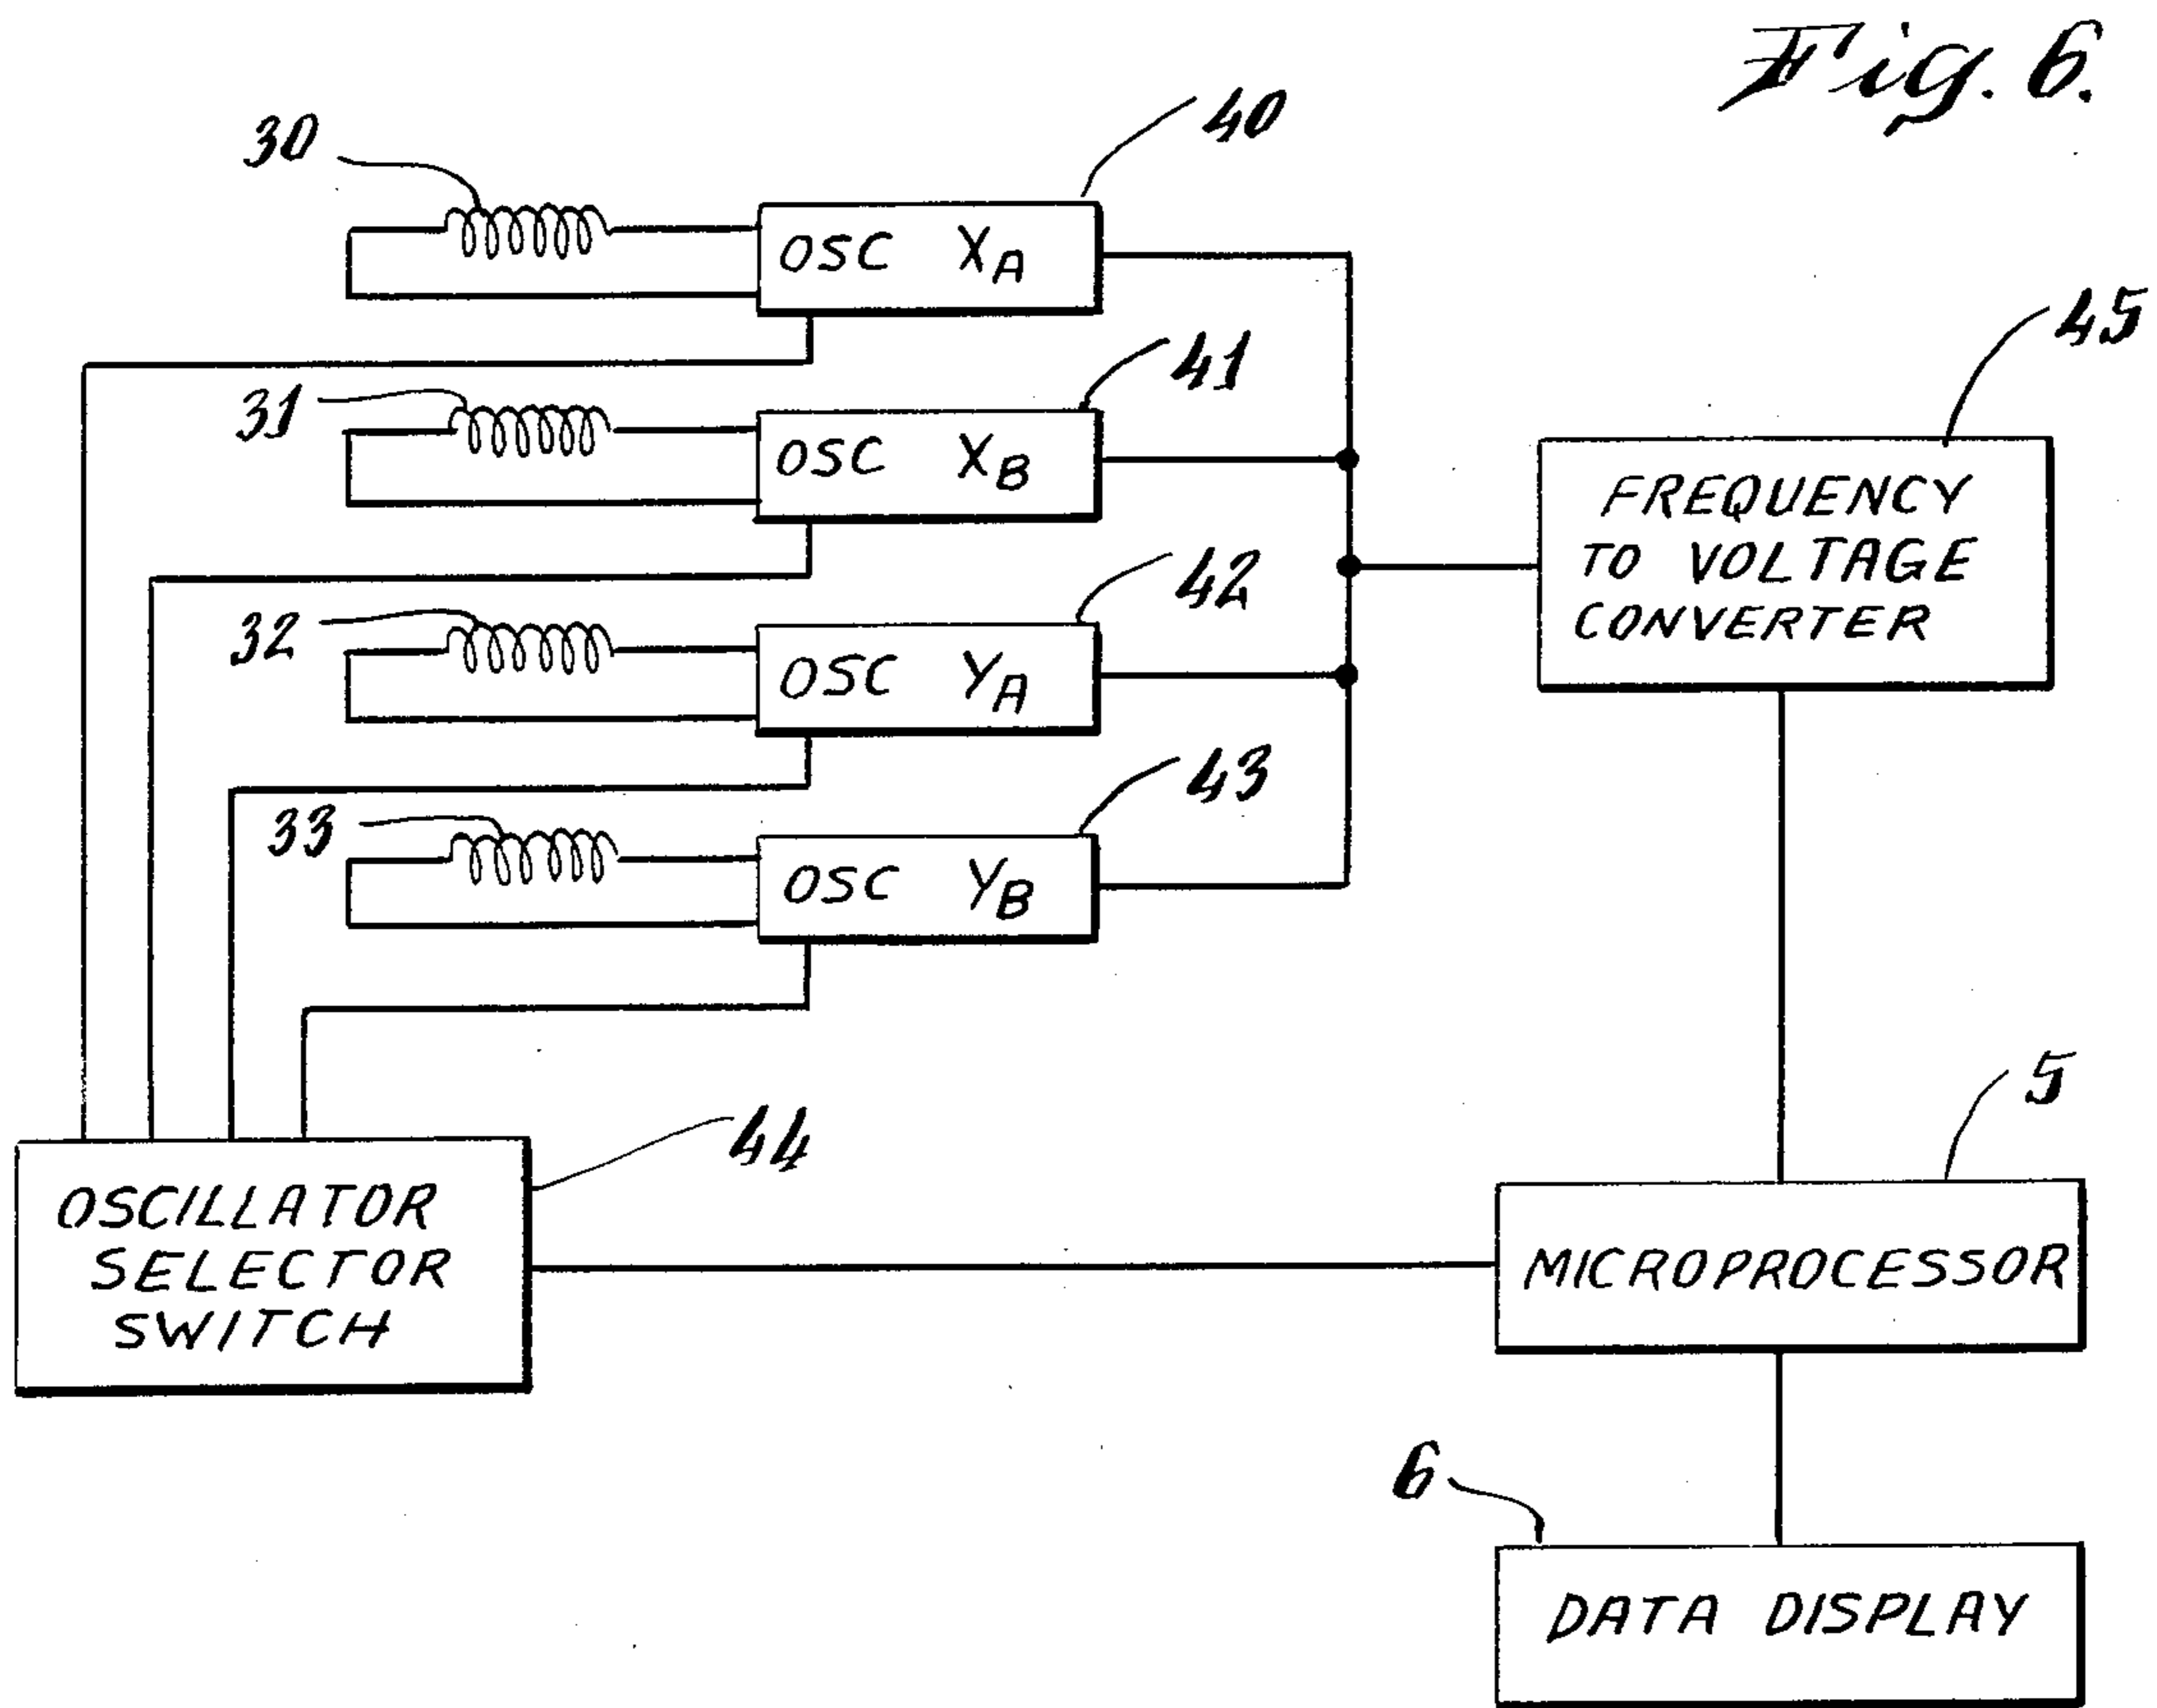 Fig. 6.
30
40
OSC XA
31
41
45
OSC XB
FREQUENCY
TO VOLTAGE
CONVERTER
32
42
OSC YA
33
43
OSC YB
44
5
OSCILLATOR
SELECTOR
SWITCH
MICROPROCESSOR
6
DATA DISPLAY